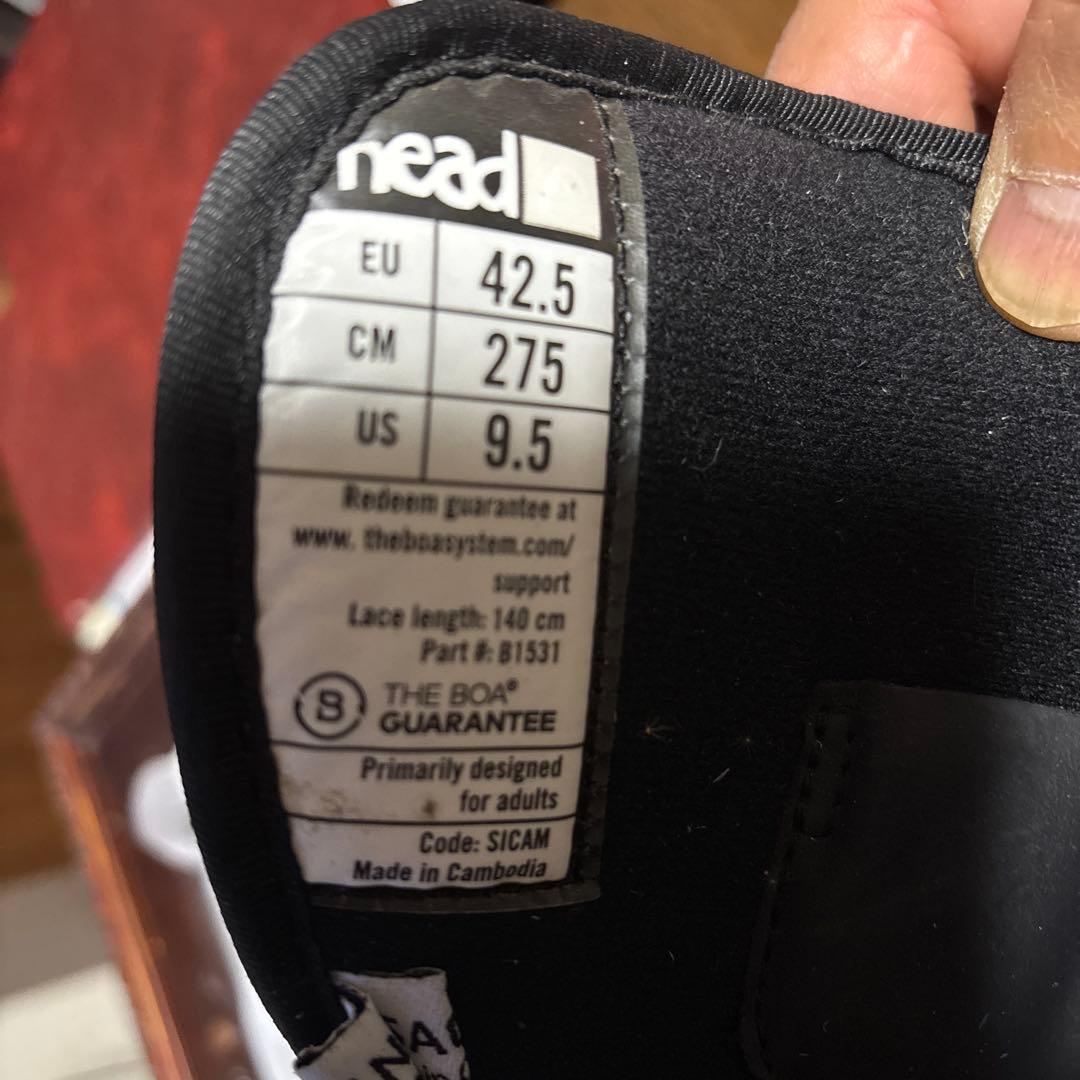 head
EU 42.5
CM 275
US 9.5
Redeem guarantee at
www. theboasystem.com/
support
Lace length: 140 cm
Part #: B1531
B THE BOA®
GUARANTEE
Primarily designed
for adults
Code: SICAM
Made in Cambodia